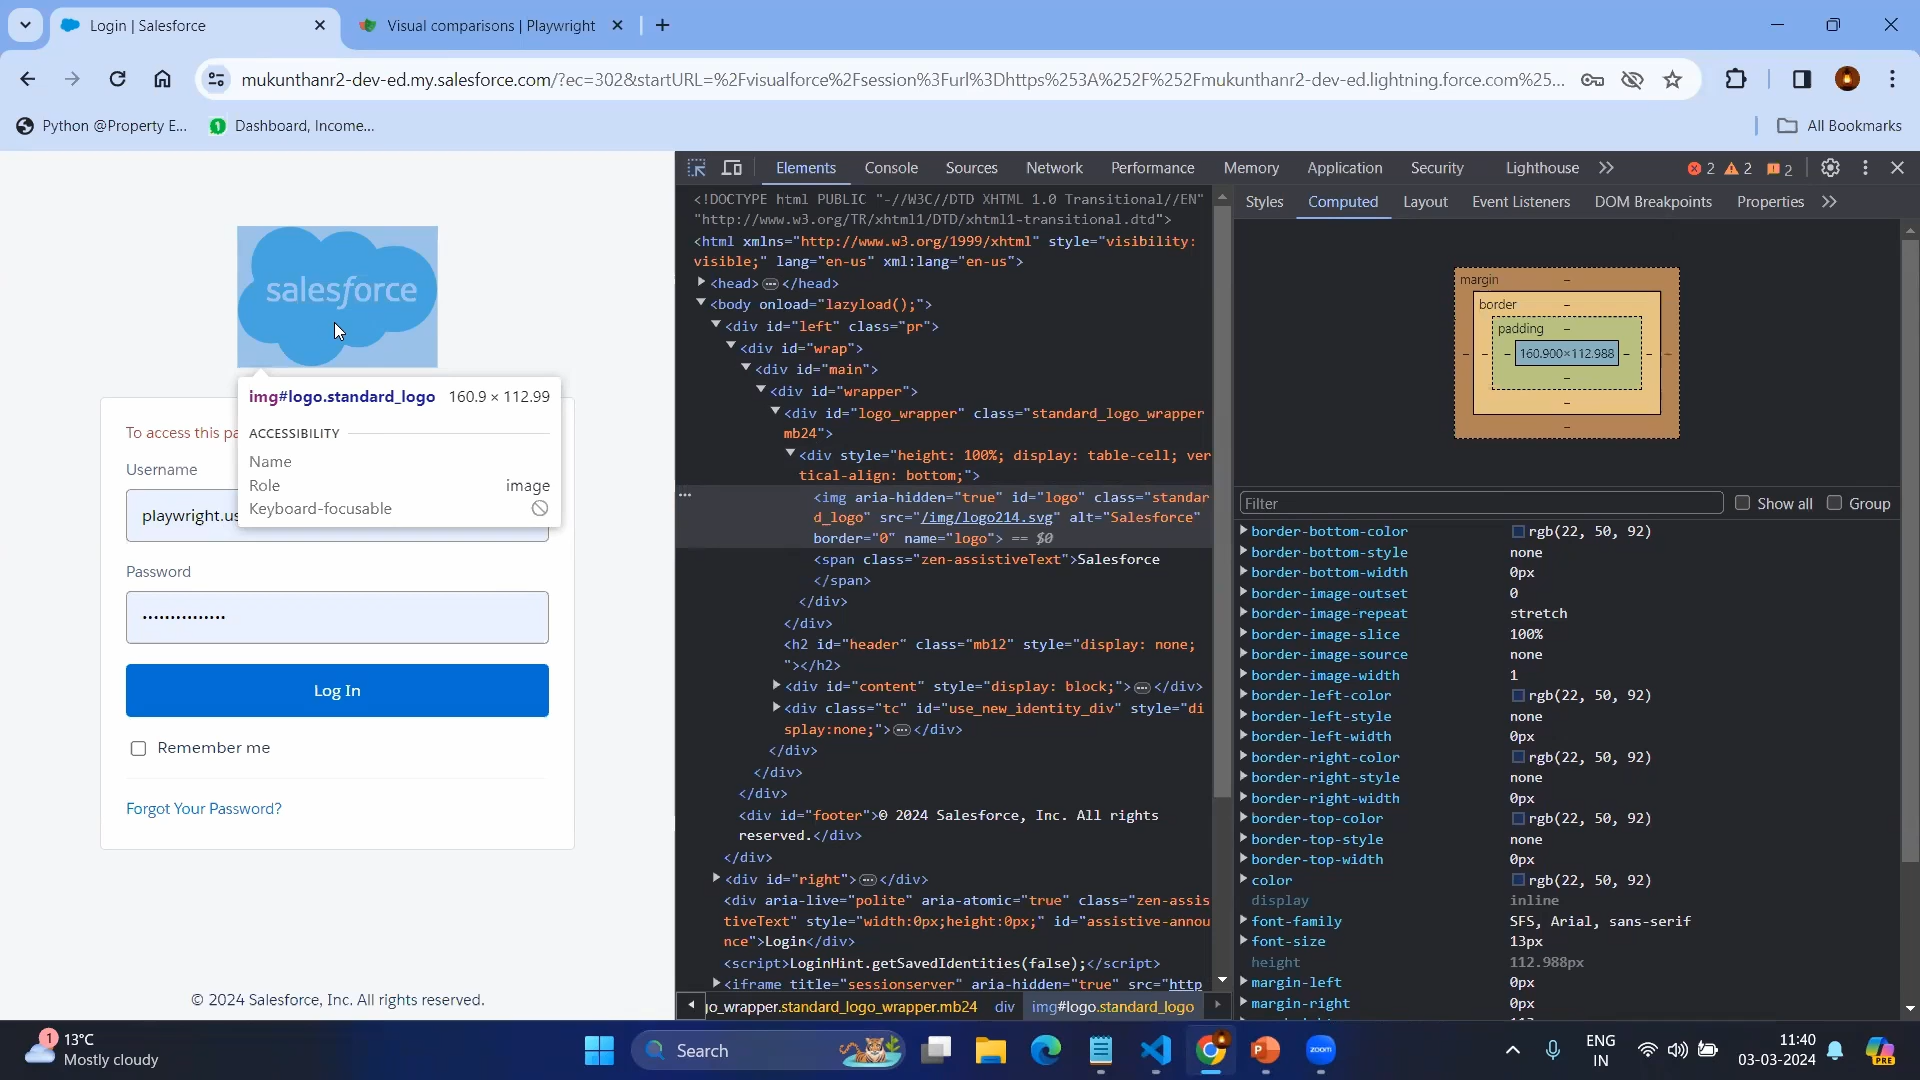 Login | Salesforce
Visual comparisons | Playwright
mukunthanr2-dev-ed.my.salesforce.com/?ec=302&startURL=%2Fvisualforce%2Fsession%3Furl%3Dhttps%253A%252F%252Fmukunthanr2-dev-ed.lightning.force.com%25...
Python @Property E...
Dashboard, Income...
All Bookmarks
salesforce
img#logo.standard_logo 160.9 × 112.99
ACCESSIBILITY
Name
Role image
Keyboard-focusable
To access this pa
Username
playwright.us
Password
•••••••••••••••
Log In
Remember me
Forgot Your Password?
© 2024 Salesforce, Inc. All rights reserved.
Elements Console Sources Network Performance Memory Application Security Lighthouse 2 2 2
<!DOCTYPE html PUBLIC "-//W3C//DTD XHTML 1.0 Transitional//EN"
"http://www.w3.org/TR/xhtml1/DTD/xhtml1-transitional.dtd">
<html xmlns="http://www.w3.org/1999/xhtml" style="visibility:
visible;" lang="en-us" xml:lang="en-us">
<head>…</head>
<body onload="lazyload();">
<div id="left" class="pr">
<div id="wrap">
<div id="main">
<div id="wrapper">
<div id="logo_wrapper" class="standard_logo_wrapper
mb24">
<div style="height: 100%; display: table-cell; ver
tical-align: bottom;">
<img aria-hidden="true" id="logo" class="standar
d_logo" src="/img/logo214.svg" alt="Salesforce"
border="0" name="logo"> == $0
<span class="zen-assistiveText">Salesforce
</span>
</div>
</div>
<h2 id="header" class="mb12" style="display: none;
"></h2>
<div id="content" style="display: block;">…</div>
<div class="tc" id="use_new_identity_div" style="di
splay:none;">…</div>
</div>
</div>
</div>
<div id="footer">© 2024 Salesforce, Inc. All rights
reserved.</div>
</div>
<div id="right">…</div>
<div aria-live="polite" aria-atomic="true" class="zen-assis
tiveText" style="width:0px;height:0px;" id="assistive-annou
nce">Login</div>
<script>LoginHint.getSavedIdentities(false);</script>
<iframe title="sessionserver" aria-hidden="true" src="http
go_wrapper.standard_logo_wrapper.mb24 div img#logo.standard_logo
Styles Computed Layout Event Listeners DOM Breakpoints Properties
margin –
border –
padding –
– – – 160.900×112.988 – – –
–
–
–
Filter Show all Group
border-bottom-color rgb(22, 50, 92)
border-bottom-style none
border-bottom-width 0px
border-image-outset 0
border-image-repeat stretch
border-image-slice 100%
border-image-source none
border-image-width 1
border-left-color rgb(22, 50, 92)
border-left-style none
border-left-width 0px
border-right-color rgb(22, 50, 92)
border-right-style none
border-right-width 0px
border-top-color rgb(22, 50, 92)
border-top-style none
border-top-width 0px
color rgb(22, 50, 92)
display inline
font-family SFS, Arial, sans-serif
font-size 13px
height 112.988px
margin-left 0px
margin-right 0px
1
13°C
Mostly cloudy
Search
zoom
ENG
IN
11:40
03-03-2024
PRE